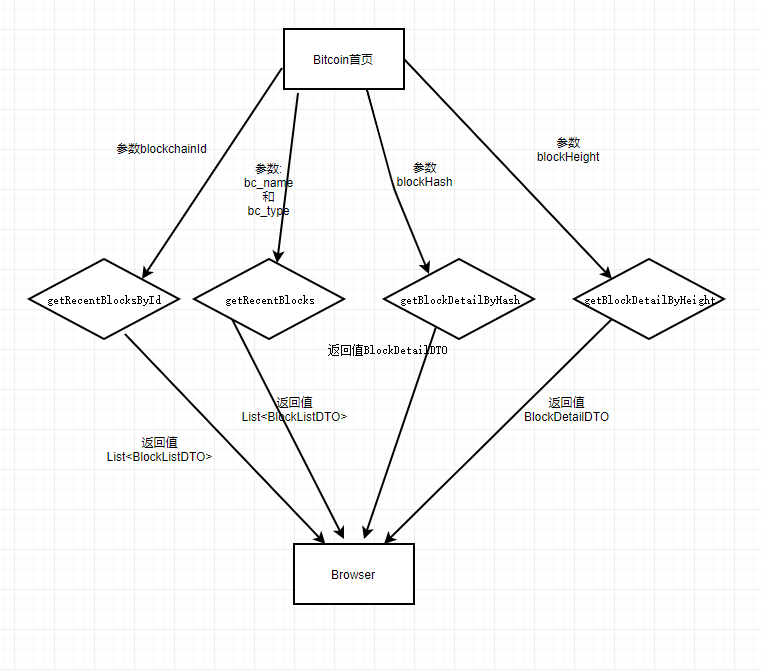 Bitcoin首页
参数blockchainId
参数:
bc_name
和
bc_type
参数
blockHash
参数
blockHeight
getRecentBlocksById
getRecentBlocks
getBlockDetailByHash
getBlockDetailByHeight
返回值BlockDetailDTO
返回值
List<BlockListDTO>
返回值
BlockDetailDTO
返回值
List<BlockListDTO>
Browser